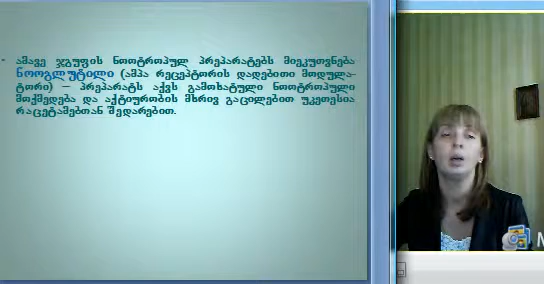 - ამავე ჯგუფის ნოოტროპულ პრეპარატებს მიეკუთვნება
ნოოგლუტილი (ამპა რეცეპტორის დადებითი მოდულა-
ტორი) – პრეპარატს აქვს გამოხატული ნოოტროპული
მოქმედება და აქტიურობის მხრივ გაცილებით უკეთესია
რაცეტამებთან შედარებით.